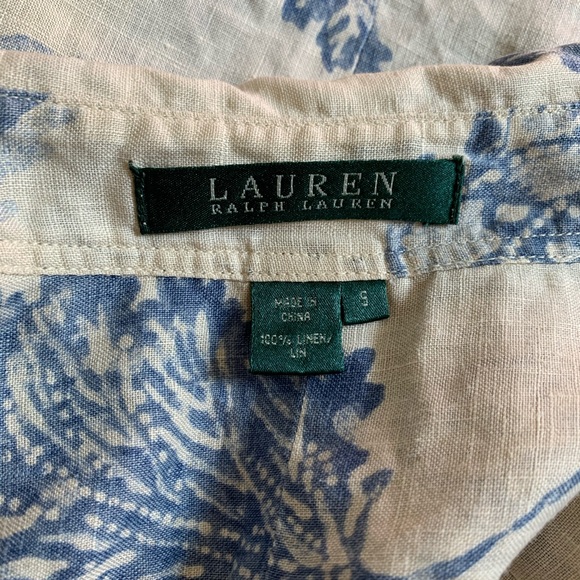 LAUREN
RALPH LAUREN
MADE IN
CHINA
100% LINEN/
LIN